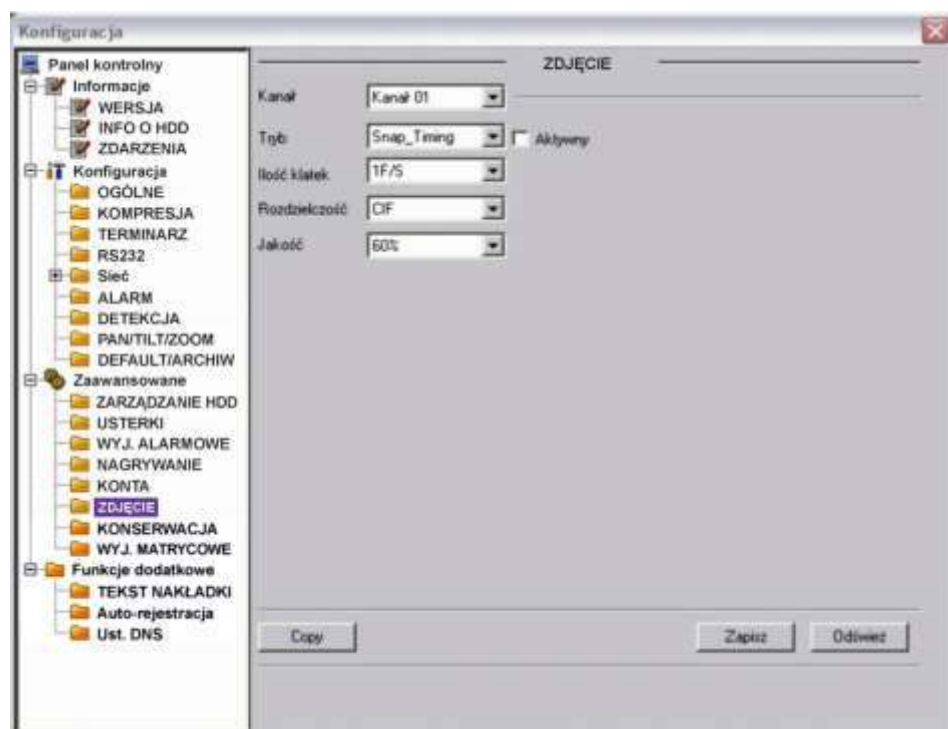 Konfiguracja
Panel kontrolny
Informacje
WERSJA
INFO O HDD
ZDARZENIA
Konfiguracja
OGÓLNE
KOMPRESJA
TERMINARZ
RS232
Sieć
ALARM
DETEKCJA
PAN/TILT/ZOOM
DEFAULT/ARCHIW
Zaawansowane
ZARZĄDZANIE HDD
USTERKI
WYJ. ALARMOWE
NAGRYWANIE
KONTA
ZDJĘCIE
KONSERWACJA
WYJ. MATRYCOWE
Funkcje dodatkowe
TEKST NAKŁADKI
Auto-rejestracja
Ust. DNS
ZDJĘCIE
Kanał Kanał 01
Tryb Snap_Timing Aktywny
Ilość klatek 1F/S
Rozdzielczość CIF
Jakość 60%
Copy Zapisz Odśwież